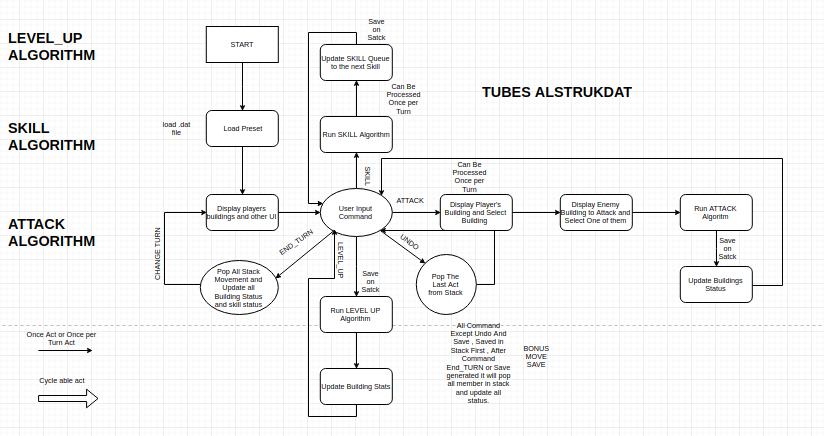 LEVEL_UP
ALGORITHM
SKILL
ALGORITHM
ATTACK
ALGORITHM
TUBES ALSTRUKDAT
START
load .dat
file
Load Preset
Display players
buildings and other UI
CHANGE TURN
Pop All Stack
Movement and
Update all
Building Status
and skill status
END_TURN
Save
on
Satck
Update SKILL Queue
to the next Skill
Can Be
Processed
Once per
Turn
Run SKILL Algorithm
SKILL
User Input
Command
ATTACK
Can Be
Processed
Once per
Turn
Display Player's
Building and Select
Building
Display Enemy
Building to Attack and
Select One of them
Run ATTACK
Algoritm
Save
on
Satck
Update Buildings
Status
UNDO
Pop The
Last Act
from Stack
LEVEL_UP
Save
on
Satck
Run LEVEL UP
Algorithm
Update Building Stats
All Command
Except Undo And
Save , Saved in
Stack First , After
Command
End_TURN or Save
generated it will pop
all member in stack
and update all
status.
BONUS
MOVE
SAVE
Once Act or Once per
Turn Act
Cycle able act